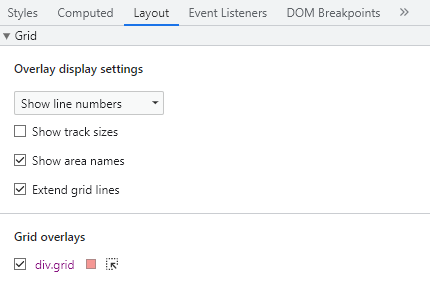 Styles Computed Layout Event Listeners DOM Breakpoints »
Grid
Overlay display settings
Show line numbers
Show track sizes
Show area names
Extend grid lines
Grid overlays
div.grid